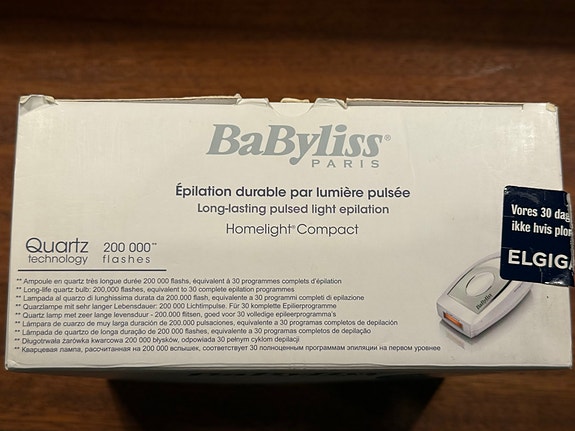 BaByliss®
PARIS
Épilation durable par lumière pulsée
Long-lasting pulsed light epilation
Homelight® Compact
Quartz
technology
200 000**
flashes
** Ampoule en quartz très longue durée 200 000 flashs, équivalent à 30 programmes complets d'épilation
** Long-life quartz bulb; 200,000 flashes, equivalent to 30 complete epilation programmes
** Lampada al quarzo di lunghissima durata da 200 000 flash, equivalente a 30 programmi completi di epilazione
** Quarzlampe mit sehr langer Lebensdauer: 200 000 Lichtimpulse. Für 30 komplette Epilierprogramme
** Quartz lamp met zeer lange levensduur - 200.000 flitsen, goed voor 30 volledige epileerprogramma's
** Lámpara de cuarzo de muy larga duración de 200.000 pulsaciones, equivalente a 30 programas completos de depilación
** Lâmpada de quartzo de longa duração de 200 000 flashes, equivalente a 30 programas completos de depilação
** Długotrwała żarówka kwarcowa 200 000 błysków, odpowiada 30 pełnym cyklom depilacji
** Кварцевая лампа, рассчитанная на 200 000 вспышек, соответствует 30 полноценным программам эпиляции на первом уровне
BaByliss
Vores 30 dag
ikke hvis plo
ELGIG